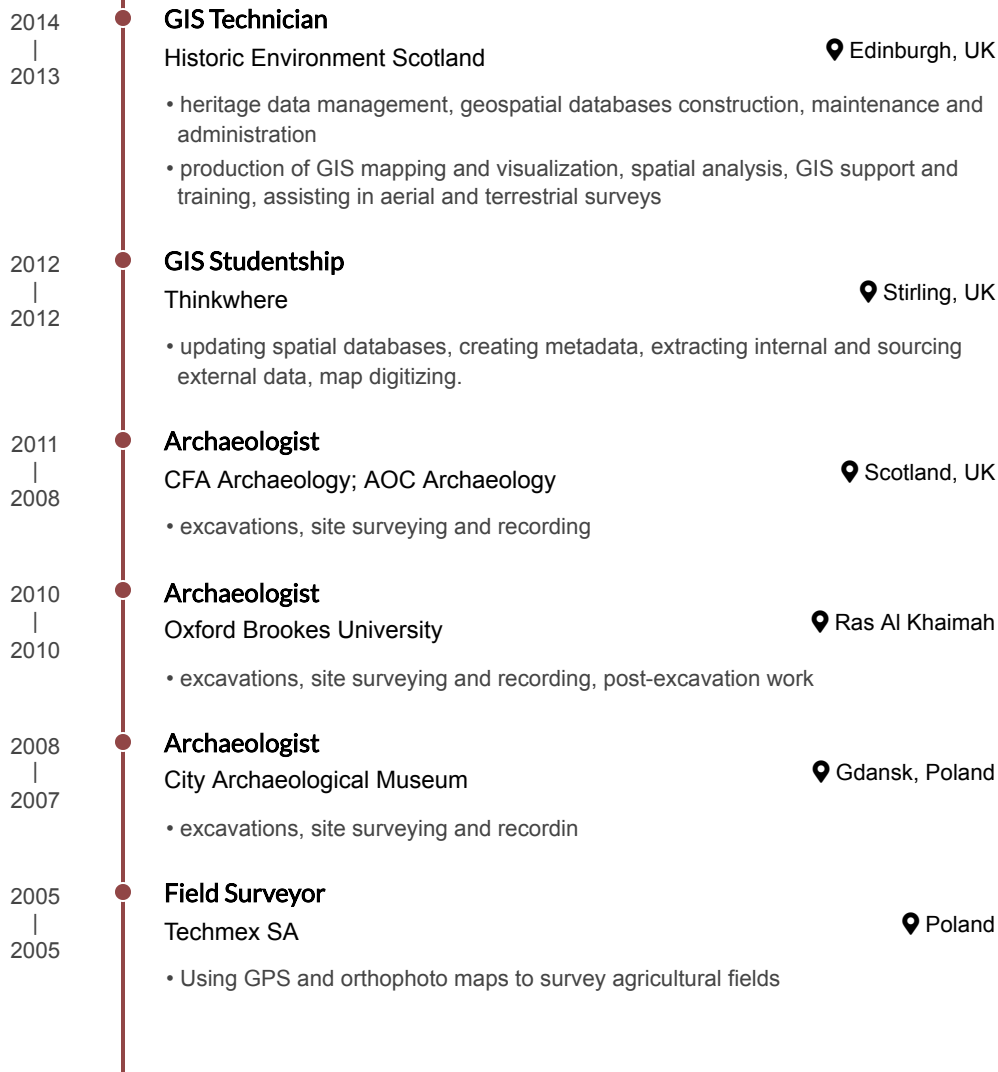 2014
|
2013
GIS Technician
Historic Environment Scotland
Edinburgh, UK
• heritage data management, geospatial databases construction, maintenance and
administration
• production of GIS mapping and visualization, spatial analysis, GIS support and
training, assisting in aerial and terrestrial surveys
2012
|
2012
GIS Studentship
Thinkwhere
Stirling, UK
• updating spatial databases, creating metadata, extracting internal and sourcing
external data, map digitizing.
2011
|
2008
Archaeologist
CFA Archaeology; AOC Archaeology
Scotland, UK
• excavations, site surveying and recording
2010
|
2010
Archaeologist
Oxford Brookes University
Ras Al Khaimah
• excavations, site surveying and recording, post-excavation work
2008
|
2007
Archaeologist
City Archaeological Museum
Gdansk, Poland
• excavations, site surveying and recordin
2005
|
2005
Field Surveyor
Techmex SA
Poland
• Using GPS and orthophoto maps to survey agricultural fields